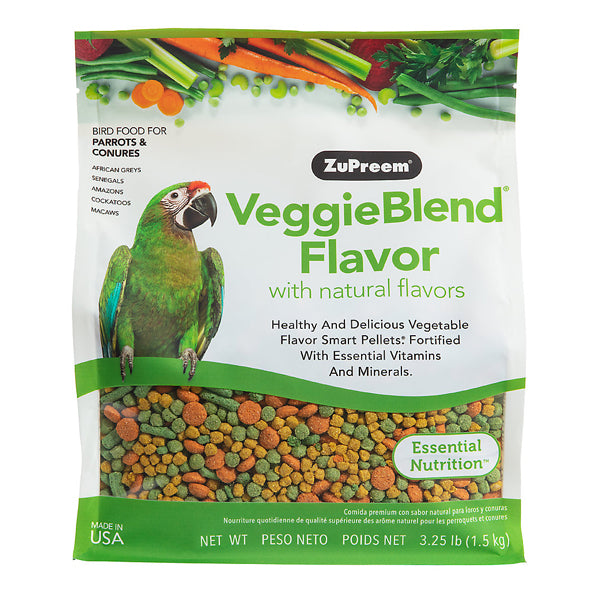 BIRD FOOD FOR
PARROTS &
CONURES
AFRICAN GREYS
SENEGALS
AMAZONS
COCKATOOS
MACAWS
ZuPreem®
VeggieBlend®
Flavor
with natural flavors
Healthy And Delicious Vegetable
Flavor Smart Pellets® Fortified
With Essential Vitamins
And Minerals.
Essential
Nutrition™
Comida premium con sabor natural para loros y conuras
Nourriture quotidienne de qualité supérieure des arôme naturel pour les perroquets et conures
MADE IN
USA
NET WT PESO NETO POIDS NET 3.25 lb (1.5 kg)